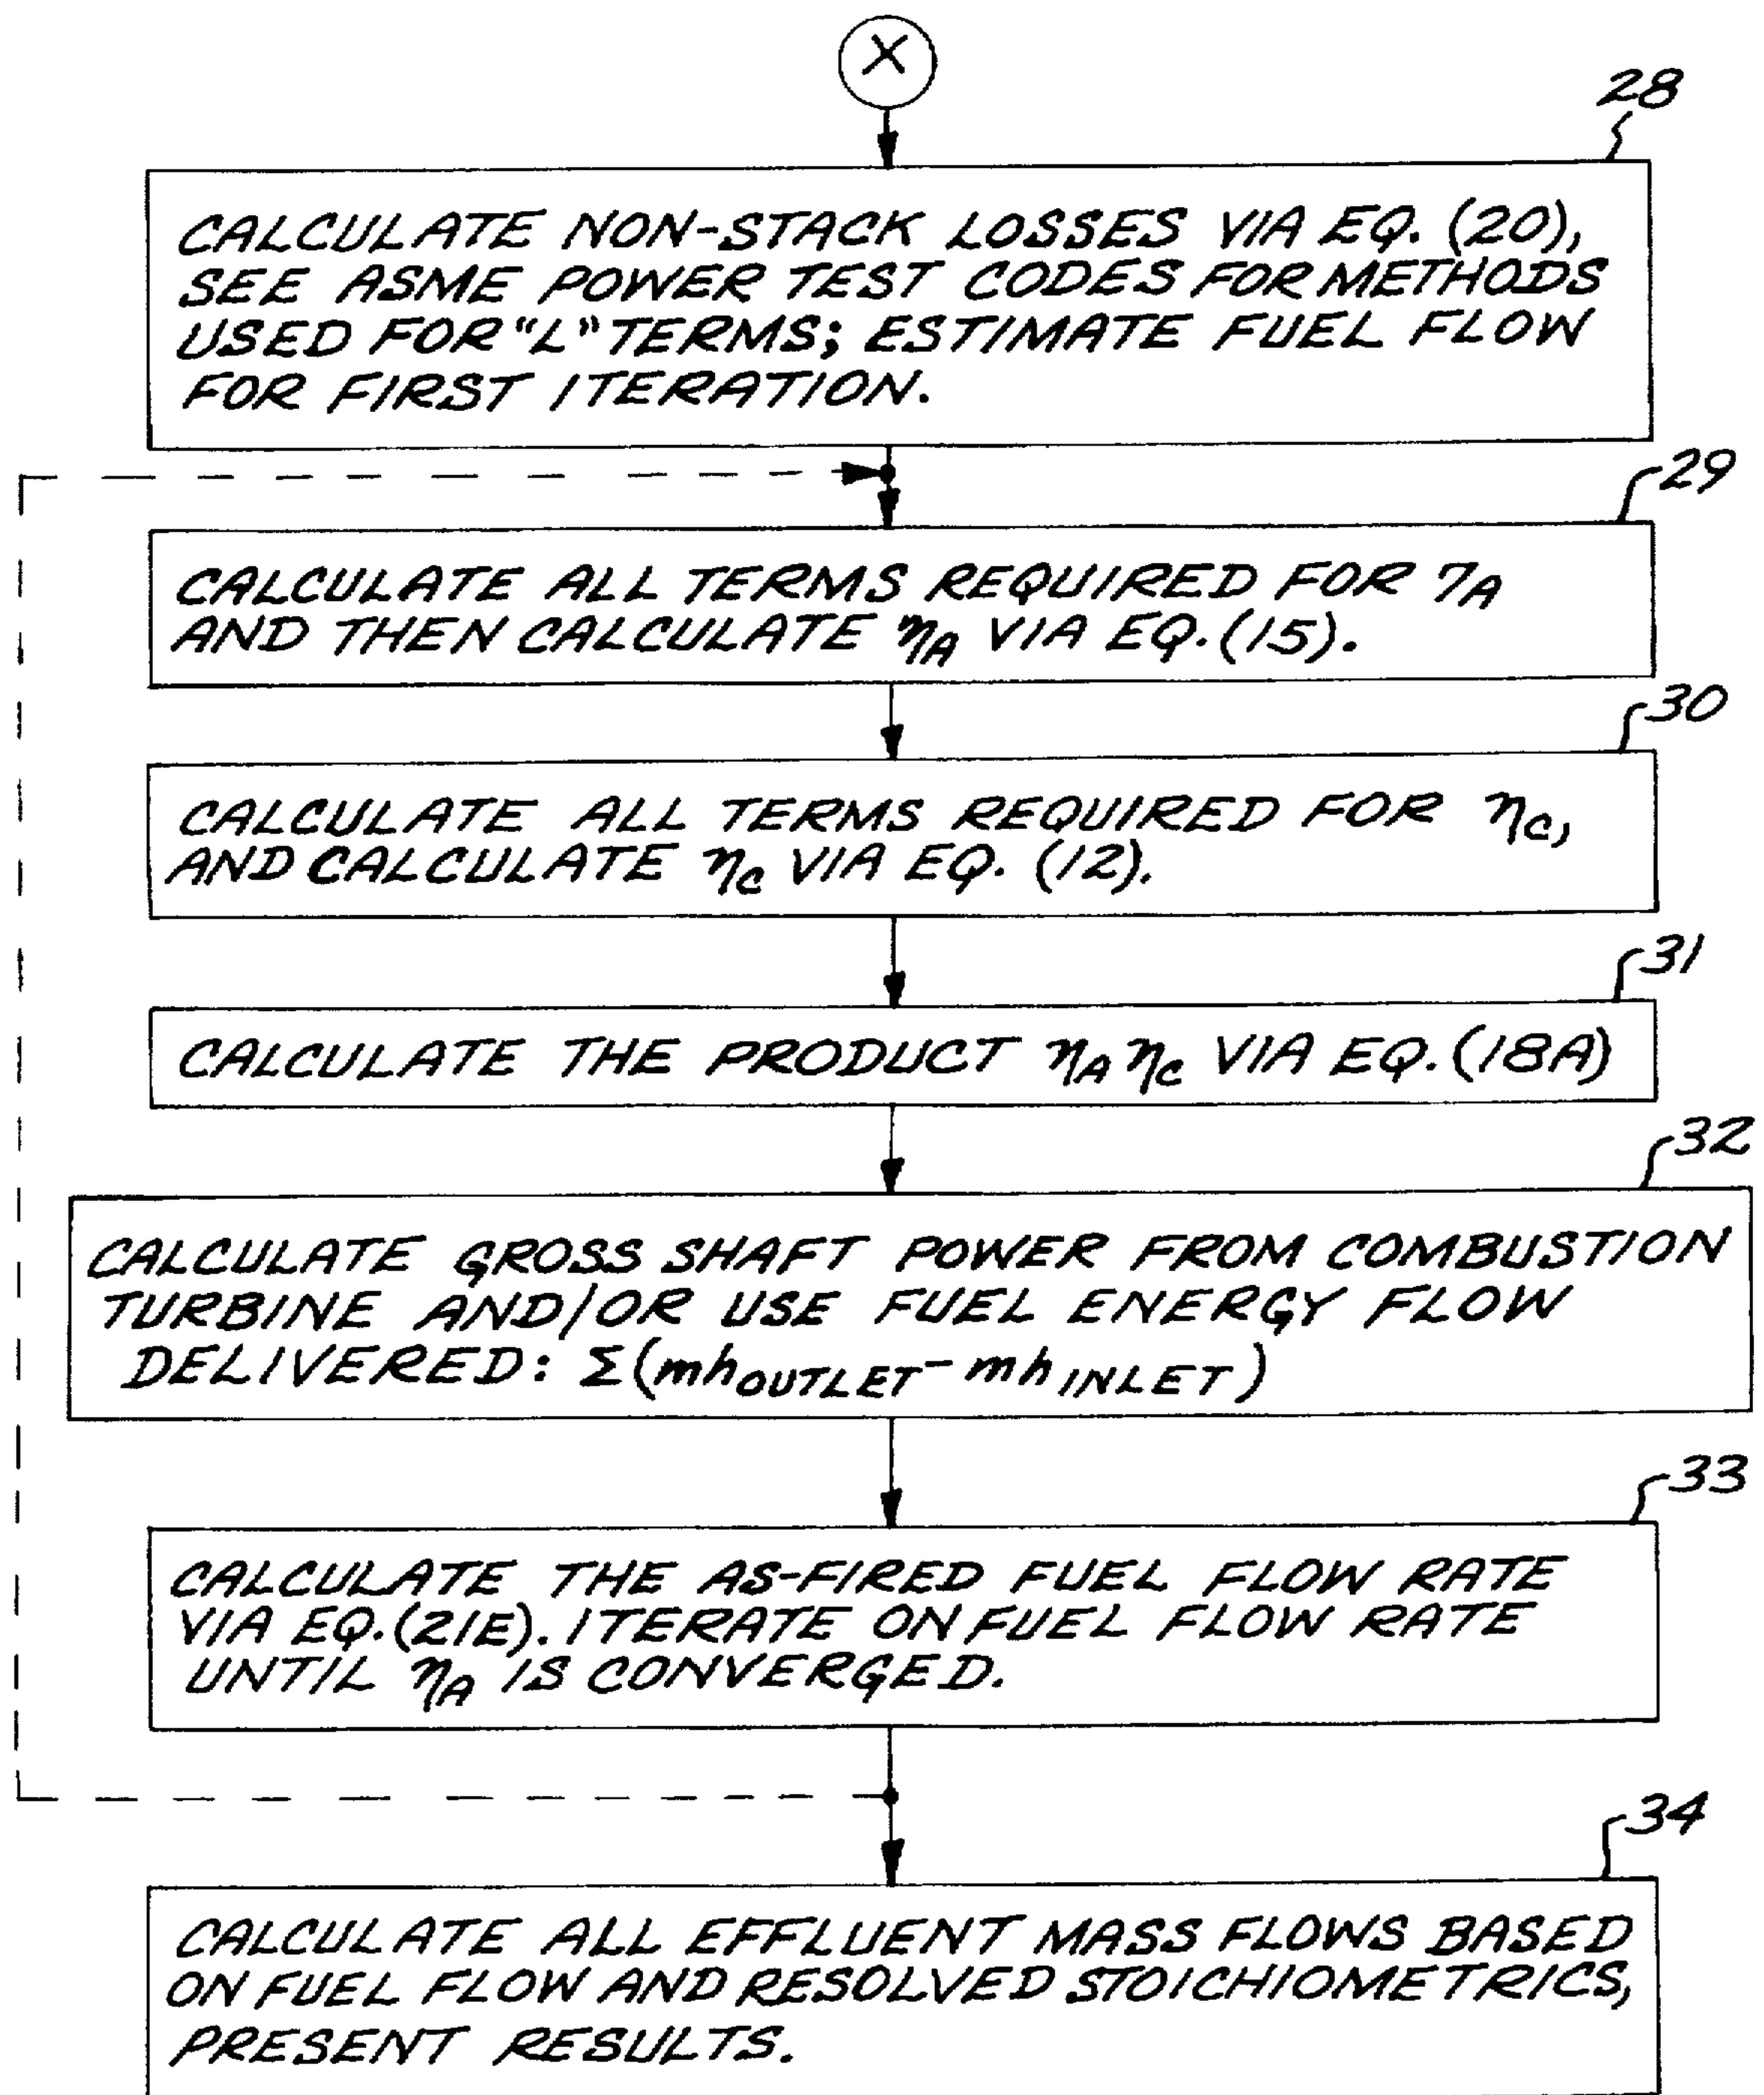 X
28
CALCULATE NON-STACK LOSSES VIA EQ. (20),
SEE ASME POWER TEST CODES FOR METHODS
USED FOR "L" TERMS; ESTIMATE FUEL FLOW
FOR FIRST ITERATION.
29
CALCULATE ALL TERMS REQUIRED FOR 7A
AND THEN CALCULATE ηA VIA EQ. (15).
30
CALCULATE ALL TERMS REQUIRED FOR ηC,
AND CALCULATE ηC VIA EQ. (12).
31
CALCULATE THE PRODUCT ηA ηC VIA EQ. (18A)
32
CALCULATE GROSS SHAFT POWER FROM COMBUSTION
TURBINE AND/OR USE FUEL ENERGY FLOW
DELIVERED: Σ(mhOUTLET - mhINLET)
33
CALCULATE THE AS-FIRED FUEL FLOW RATE
VIA EQ. (21E). ITERATE ON FUEL FLOW RATE
UNTIL ηA IS CONVERGED.
34
CALCULATE ALL EFFLUENT MASS FLOWS BASED
ON FUEL FLOW AND RESOLVED STOICHIOMETRICS,
PRESENT RESULTS.